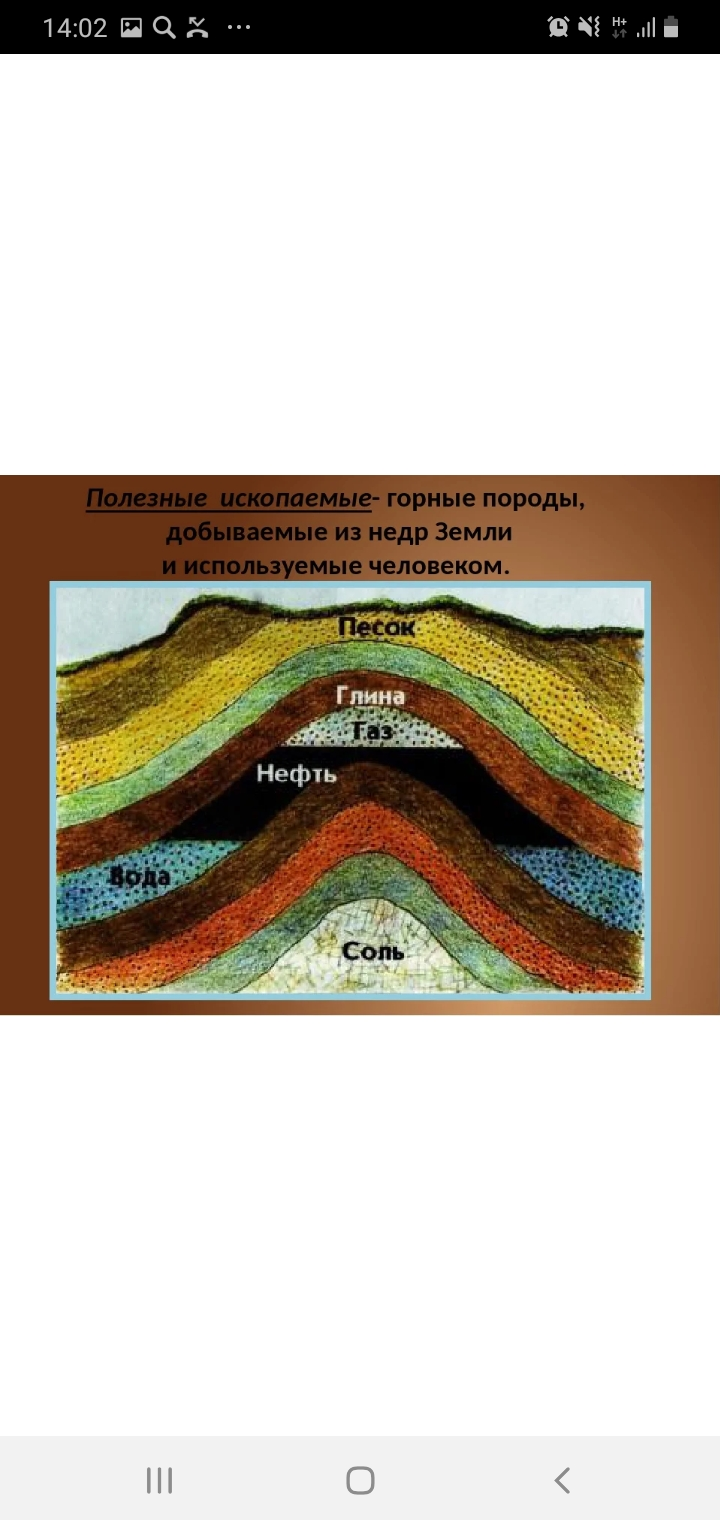 14:02
H+
Полезные ископаемые- горные породы,
добываемые из недр Земли
и используемые человеком.
Песок
Глина
Газ
Нефть
Вода
Соль